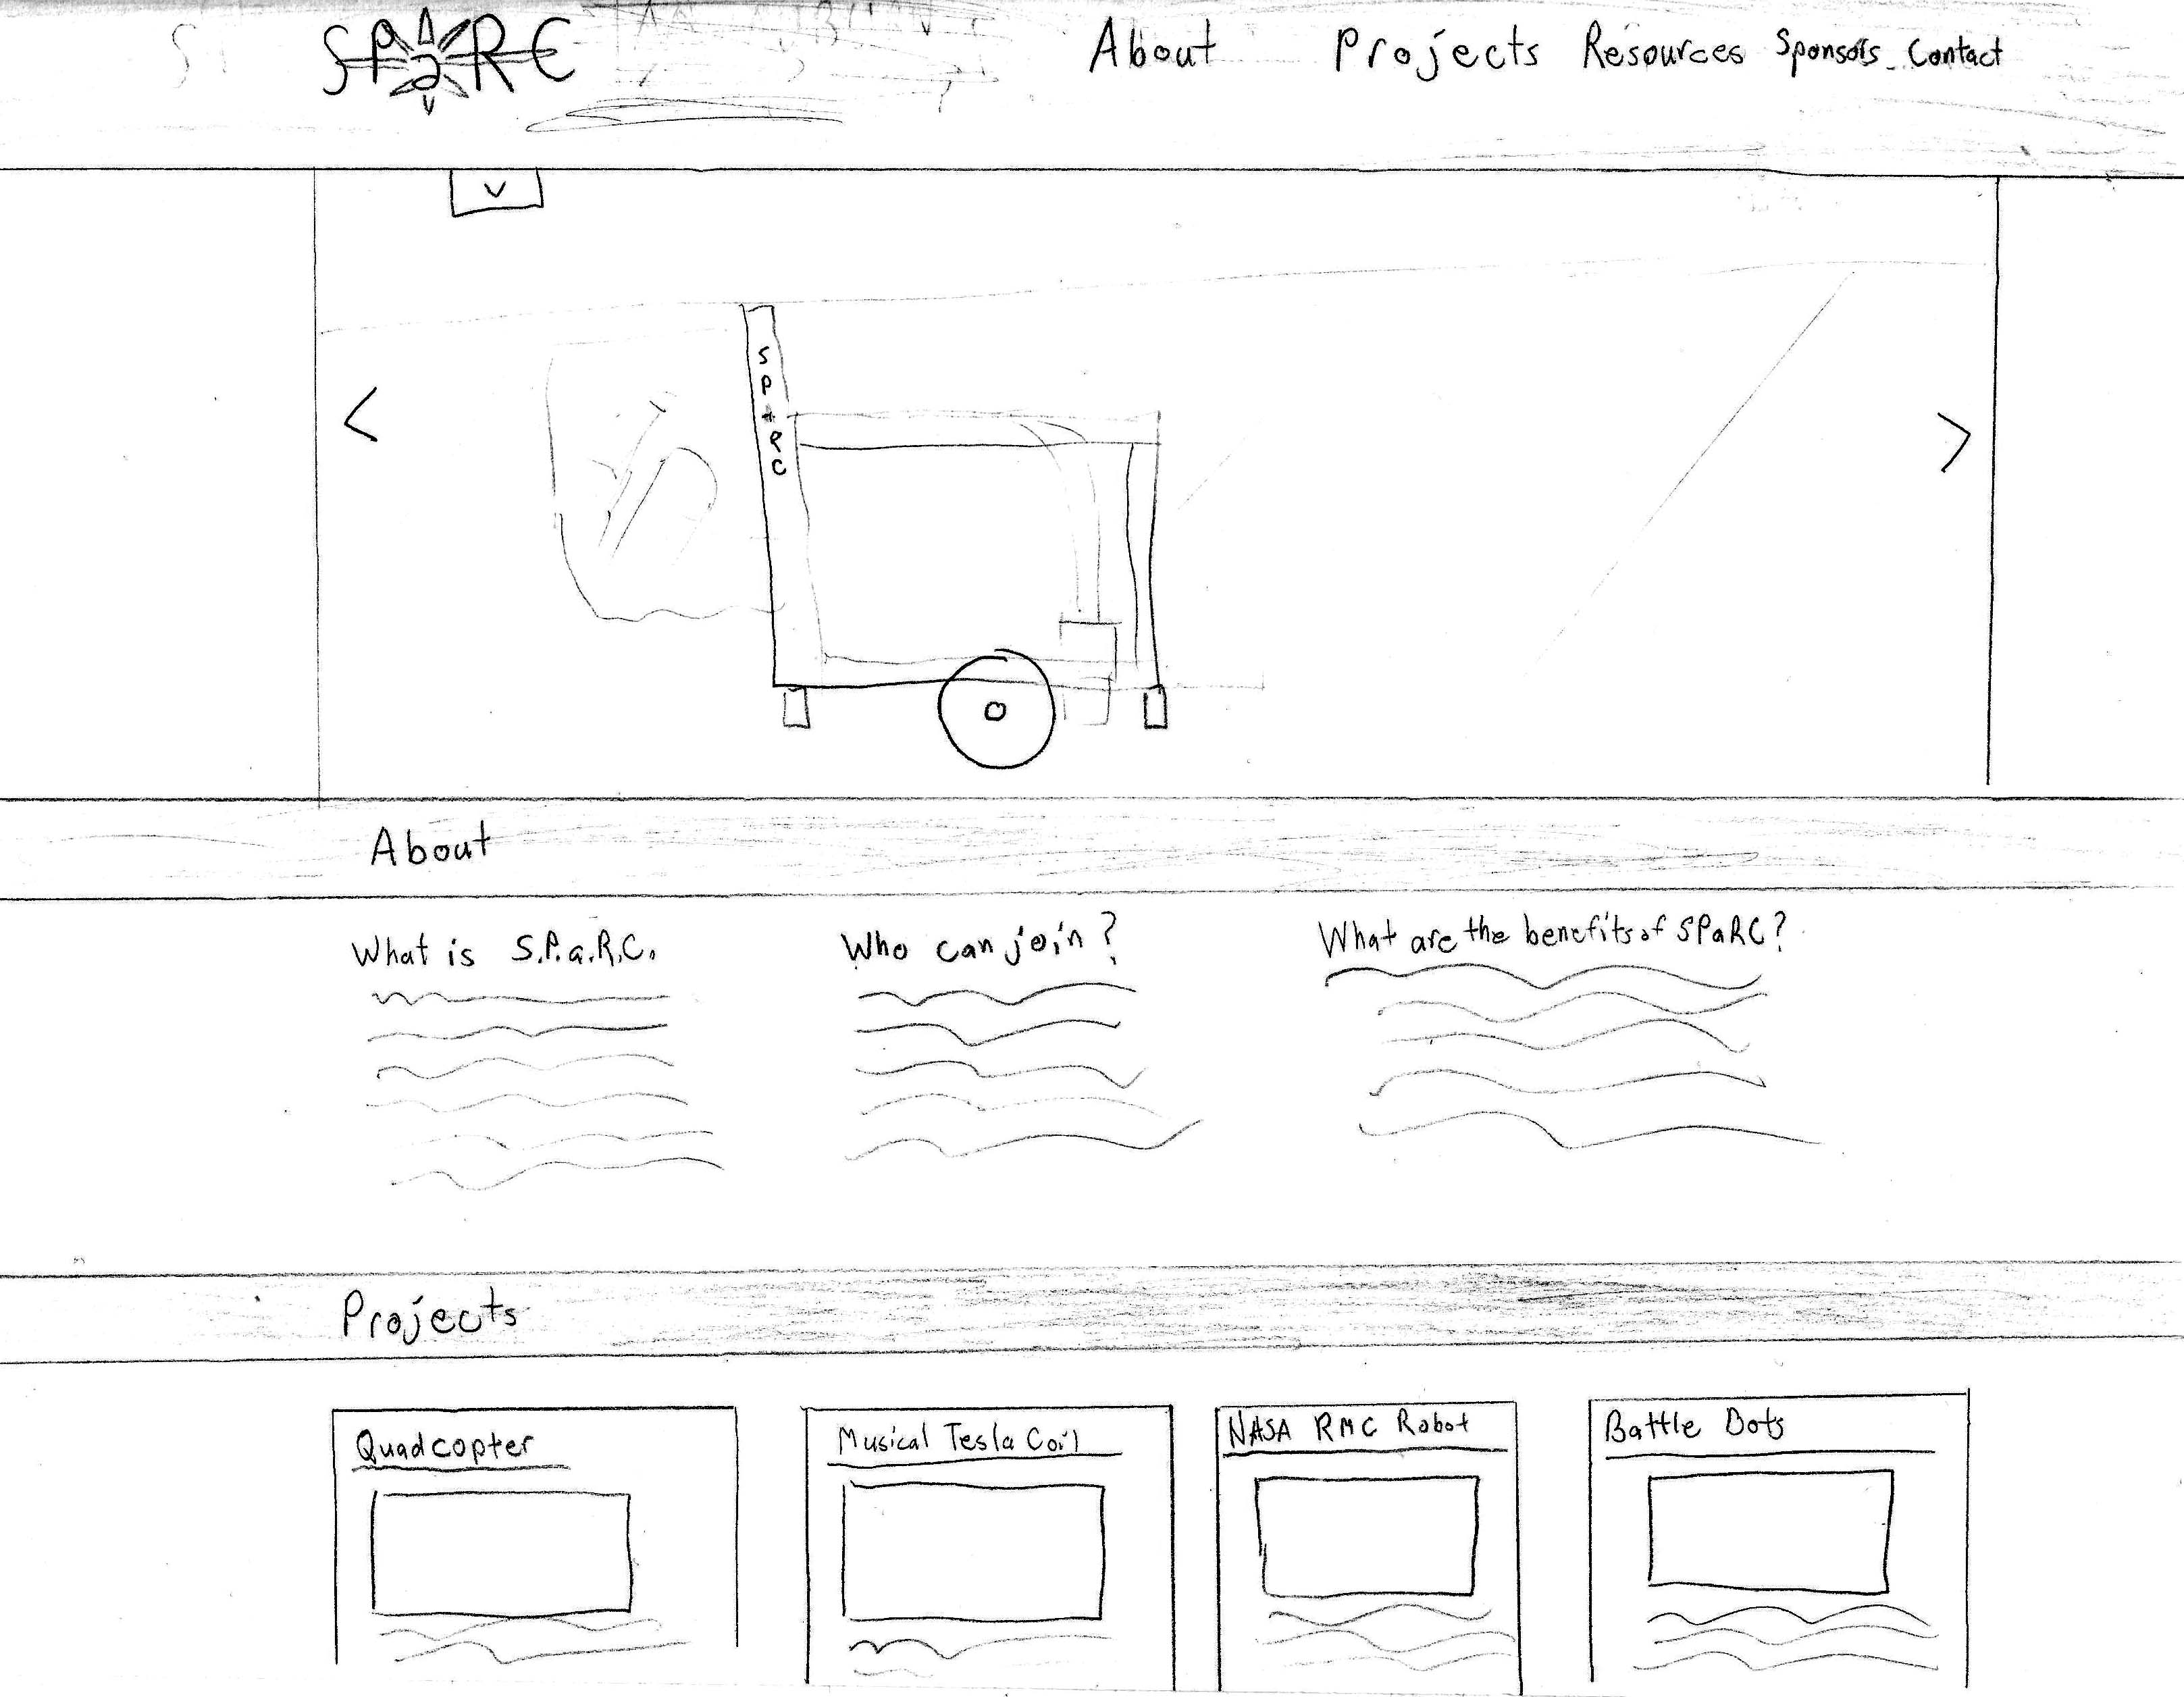 SPaRC
About Projects Resources Sponsors Contact
V
<
S
P
a
R
C
>
About
What is S.P.a.R.C.
Who can join?
What are the benefits of SPaRC?
Projects
Quadcopter
Musical Tesla Coil
NASA RMC Robot
Battle Bots